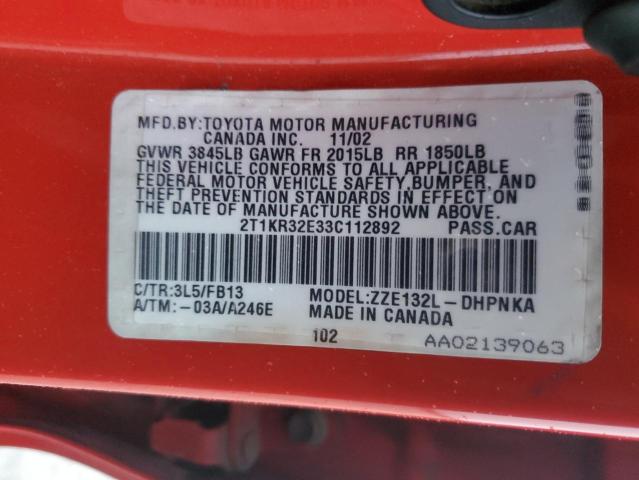 MFD.BY:TOYOTA MOTOR MANUFACTURING
CANADA INC. 11/02
GVWR 3845LB GAWR FR 2015LB RR 1850LB
THIS VEHICLE CONFORMS TO ALL APPLICABLE
FEDERAL MOTOR VEHICLE SAFETY,BUMPER, AND
THEFT PREVENTION STANDARDS IN EFFECT ON
THE DATE OF MANUFACTURE SHOWN ABOVE.
2T1KR32E33C112892 PASS.CAR
C/TR:3L5/FB13 MODEL:ZZE132L-DHPNKA
A/TM:-03A/A246E MADE IN CANADA
102
AA02139063